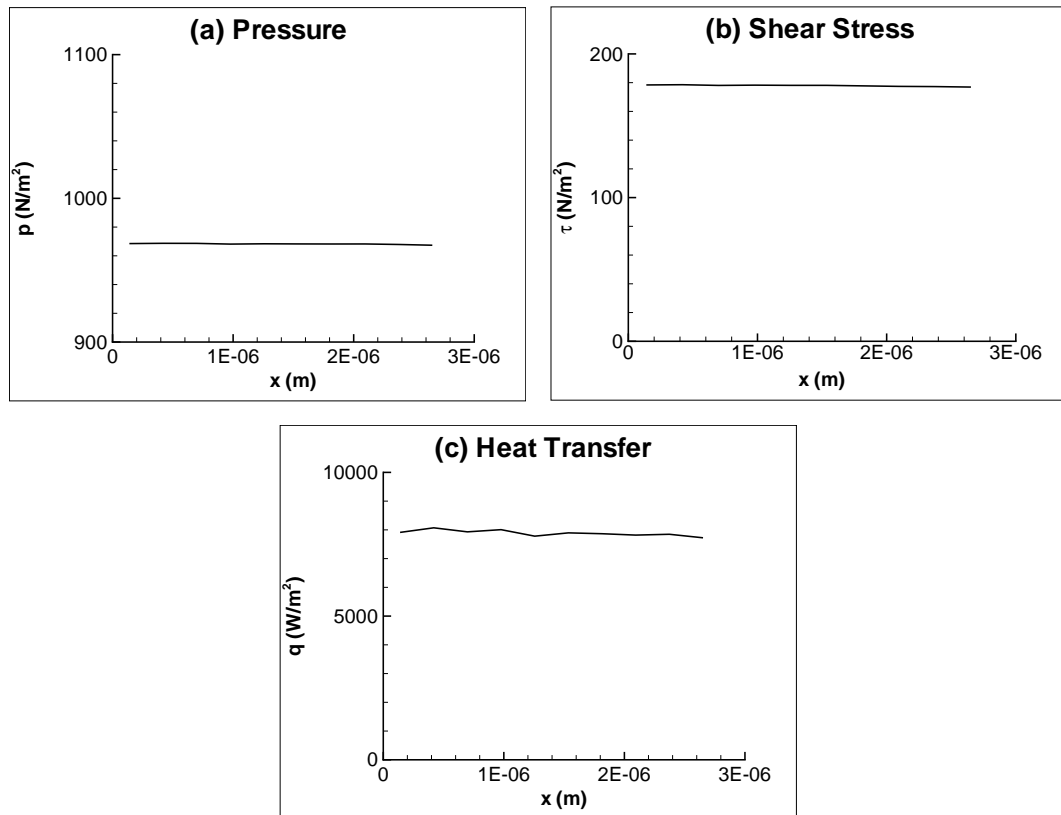 (a) Pressure
1100
1000
900
p (N/m²)
0 1E-06 2E-06 3E-06
x (m)
(b) Shear Stress
200
100
0
τ (N/m²)
0 1E-06 2E-06 3E-06
x (m)
(c) Heat Transfer
10000
5000
0
q (W/m²)
0 1E-06 2E-06 3E-06
x (m)